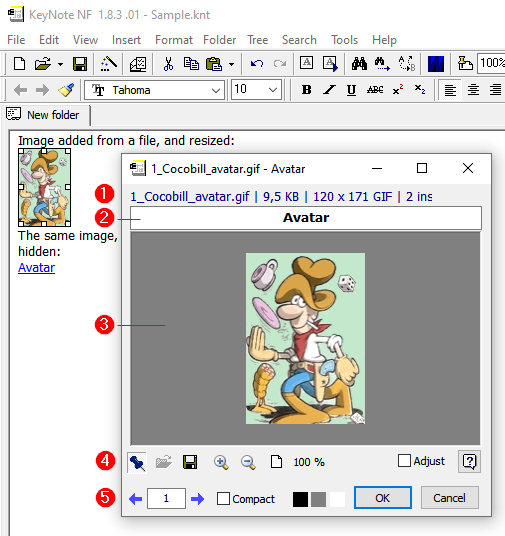 KeyNote NF 1.8.3 .01 - Sample.knt
File Edit View Insert Format Folder Tree Search Tools Help
100%
Tahoma 10 B I U ABC x² x₂
New folder
Image added from a file, and resized:
1_Cocobill_avatar.gif - Avatar
1 1_Cocobill_avatar.gif | 9,5 KB | 120 x 171 GIF | 2 ins
2 Avatar
The same image,
hidden:
Avatar
3
4 100 % Adjust
5 1 Compact OK Cancel